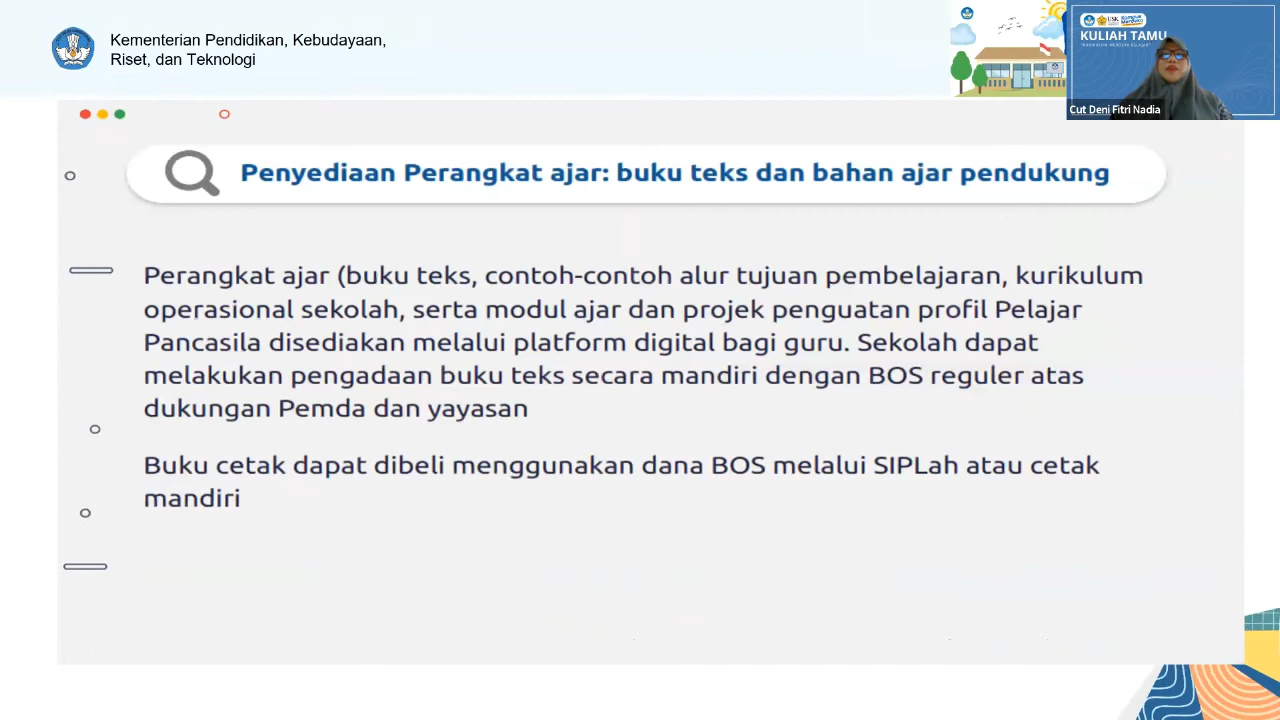 Kementerian Pendidikan, Kebudayaan,
Riset, dan Teknologi
USK
KULIAH TAMU
Cut Deni Fitri Nadia
Penyediaan Perangkat ajar: buku teks dan bahan ajar pendukung
Perangkat ajar (buku teks, contoh-contoh alur tujuan pembelajaran, kurikulum
operasional sekolah, serta modul ajar dan projek penguatan profil Pelajar
Pancasila disediakan melalui platform digital bagi guru. Sekolah dapat
melakukan pengadaan buku teks secara mandiri dengan BOS reguler atas
dukungan Pemda dan yayasan
Buku cetak dapat dibeli menggunakan dana BOS melalui SIPLah atau cetak
mandiri